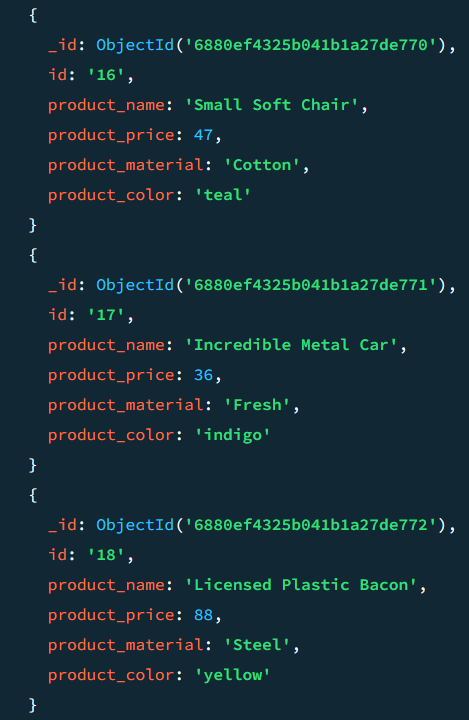 {
_id: ObjectId('6880ef4325b041b1a27de770'),
id: '16',
product_name: 'Small Soft Chair',
product_price: 47,
product_material: 'Cotton',
product_color: 'teal'
}
{
_id: ObjectId('6880ef4325b041b1a27de771'),
id: '17',
product_name: 'Incredible Metal Car',
product_price: 36,
product_material: 'Fresh',
product_color: 'indigo'
}
{
_id: ObjectId('6880ef4325b041b1a27de772'),
id: '18',
product_name: 'Licensed Plastic Bacon',
product_price: 88,
product_material: 'Steel',
product_color: 'yellow'
}